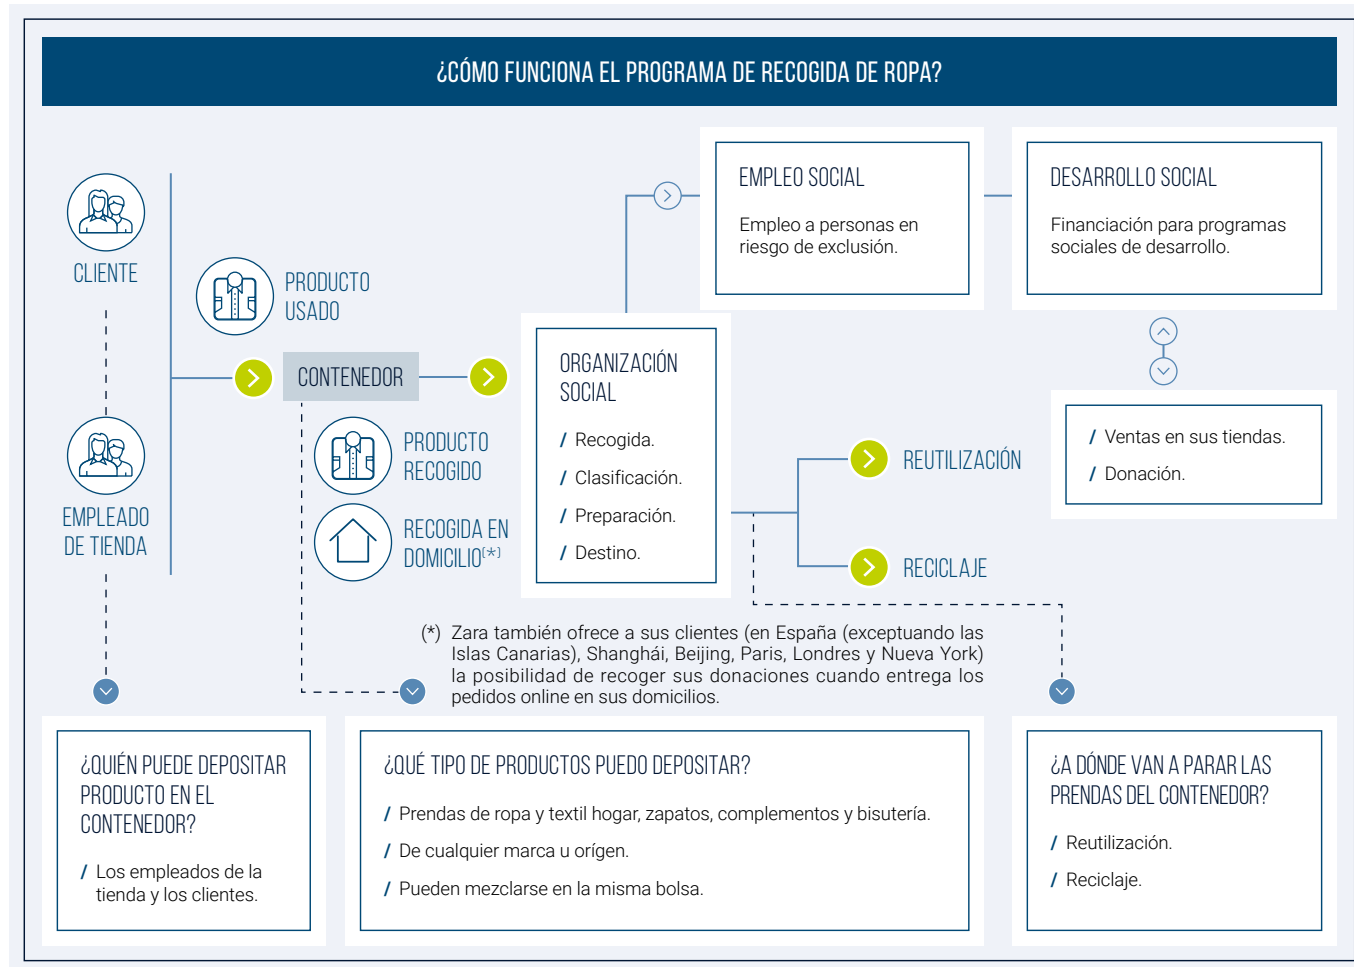 ¿CÓMO FUNCIONA EL PROGRAMA DE RECOGIDA DE ROPA?
CLIENTE
EMPLEADO
DE TIENDA
PRODUCTO
USADO
CONTENEDOR
PRODUCTO
RECOGIDO
RECOGIDA EN
DOMICILIO(*)
ORGANIZACIÓN
SOCIAL
/ Recogida.
/ Clasificación.
/ Preparación.
/ Destino.
EMPLEO SOCIAL
Empleo a personas en
riesgo de exclusión.
DESARROLLO SOCIAL
Financiación para programas
sociales de desarrollo.
/ Ventas en sus tiendas.
/ Donación.
REUTILIZACIÓN
RECICLAJE
(*) Zara también ofrece a sus clientes (en España (exceptuando las
Islas Canarias), Shanghái, Beijing, Paris, Londres y Nueva York)
la posibilidad de recoger sus donaciones cuando entrega los
pedidos online en sus domicilios.
¿QUIÉN PUEDE DEPOSITAR
PRODUCTO EN EL
CONTENEDOR?
/ Los empleados de la
tienda y los clientes.
¿QUÉ TIPO DE PRODUCTOS PUEDO DEPOSITAR?
/ Prendas de ropa y textil hogar, zapatos, complementos y bisutería.
/ De cualquier marca u orígen.
/ Pueden mezclarse en la misma bolsa.
¿A DÓNDE VAN A PARAR LAS
PRENDAS DEL CONTENEDOR?
/ Reutilización.
/ Reciclaje.